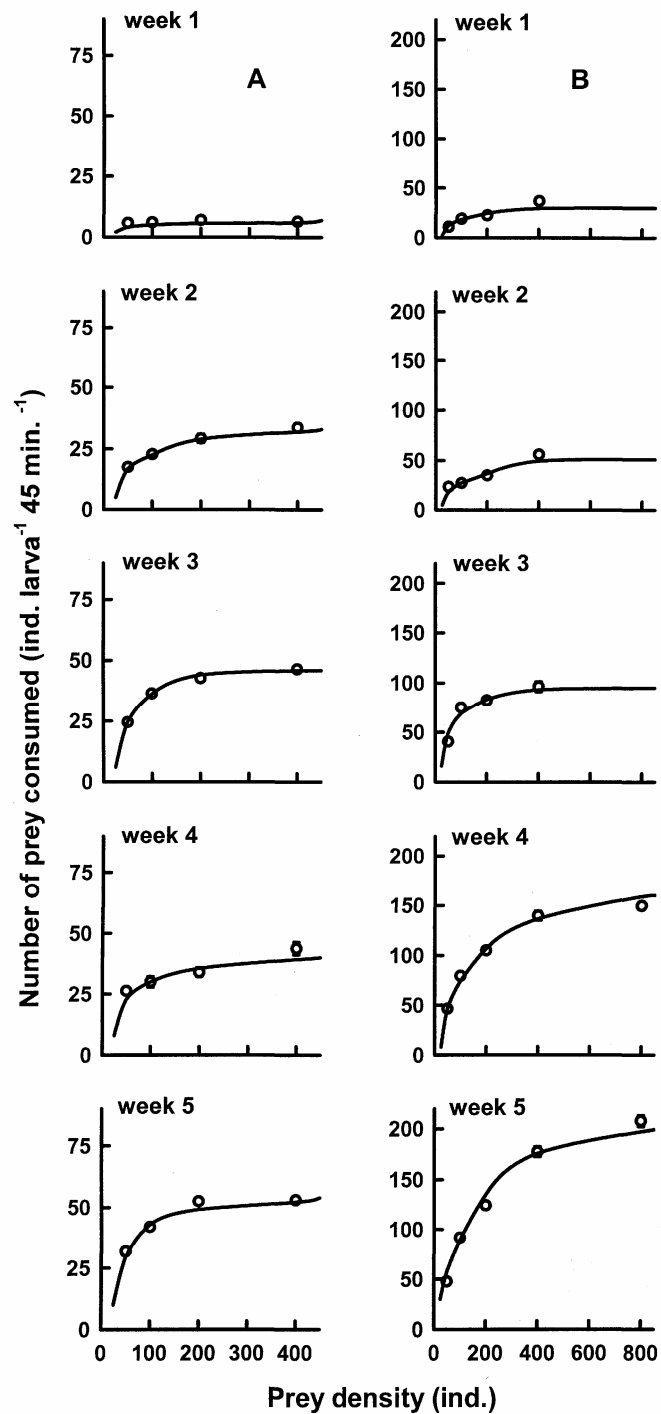 week 1
week 1
A
B
75
50
25
0
200
150
100
50
0
week 2
week 2
75
50
25
0
200
150
100
50
0
week 3
week 3
75
50
25
0
200
150
100
50
0
week 4
week 4
75
50
25
0
200
150
100
50
0
week 5
week 5
75
50
25
0
200
150
100
50
0
0 100 200 300 400
0 200 400 600 800
Number of prey consumed (ind. larva⁻¹ 45 min. ⁻¹)
Prey density (ind.)